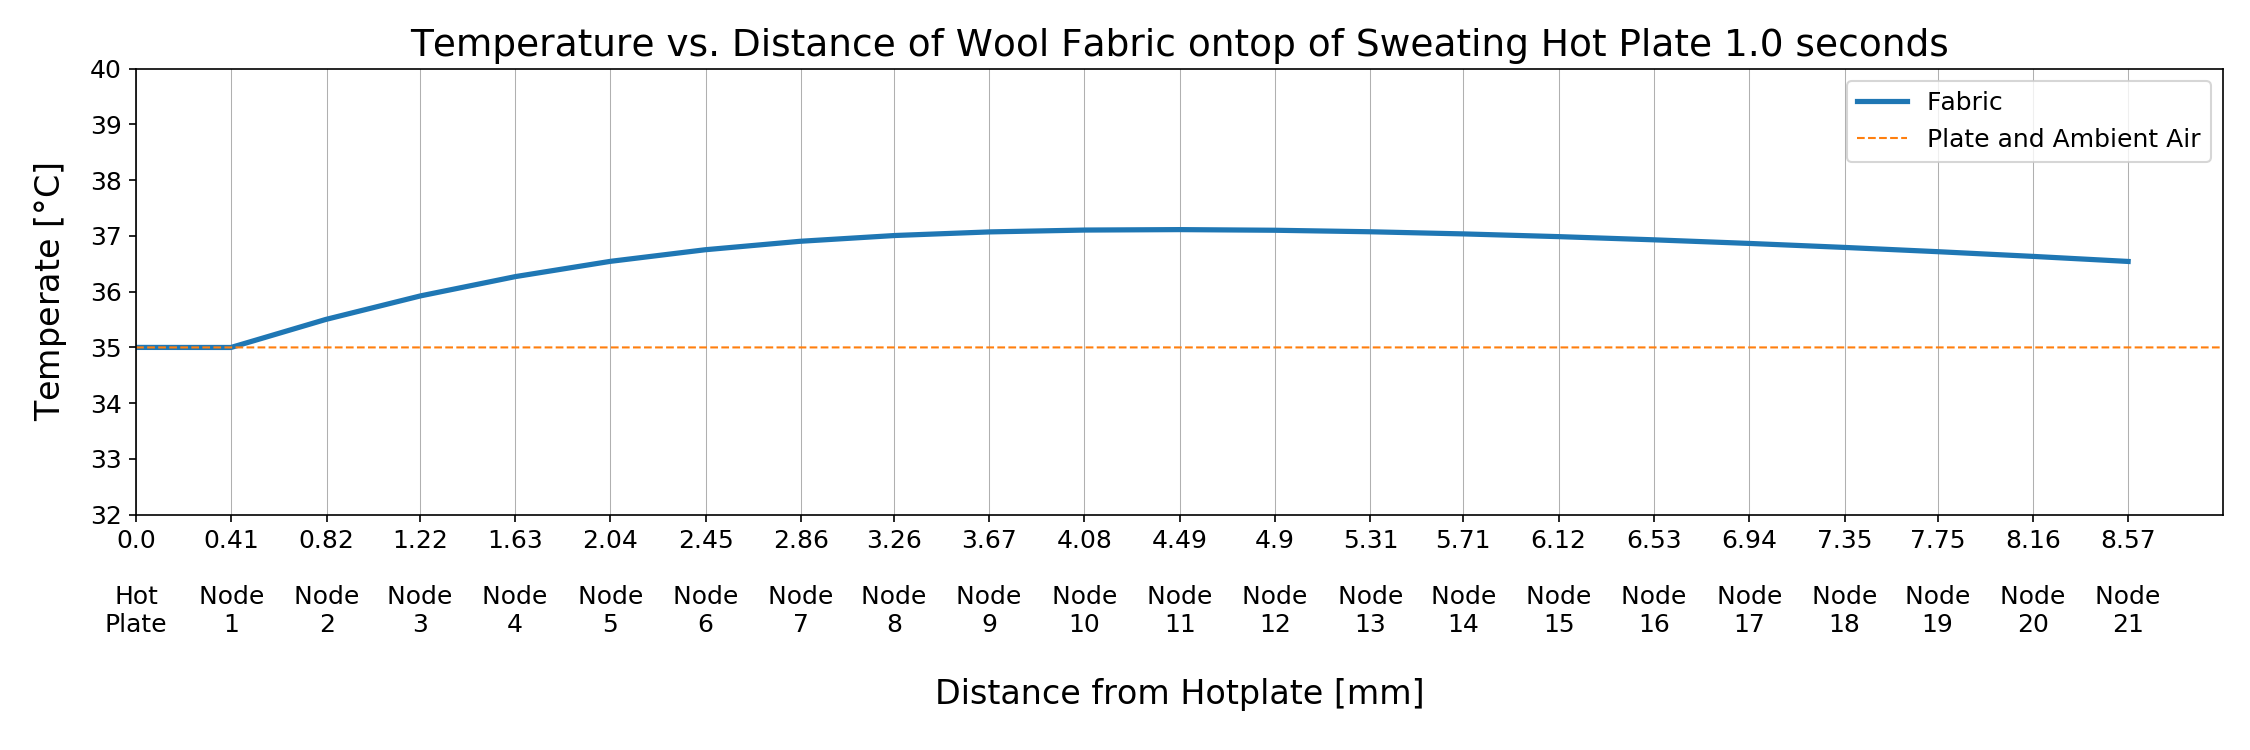 Temperature vs. Distance of Wool Fabric ontop of Sweating Hot Plate 1.0 seconds
Temperate [°C]
40
39
38
37
36
35
34
33
32
Fabric
Plate and Ambient Air
0.0 0.41 0.82 1.22 1.63 2.04 2.45 2.86 3.26 3.67 4.08 4.49 4.9 5.31 5.71 6.12 6.53 6.94 7.35 7.75 8.16 8.57
Hot Node Node Node Node Node Node Node Node Node Node Node Node Node Node Node Node Node Node Node Node Node
Plate 1 2 3 4 5 6 7 8 9 10 11 12 13 14 15 16 17 18 19 20 21
Distance from Hotplate [mm]